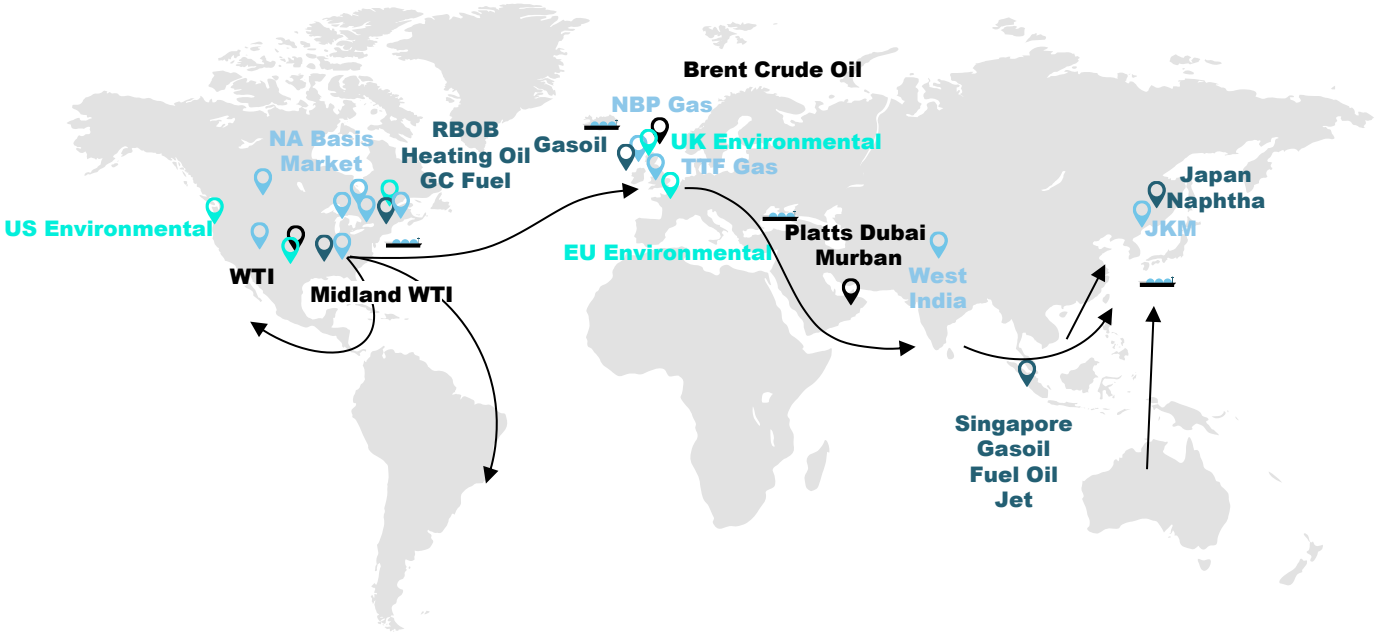 Brent Crude Oil
NBP Gas
RBOB
Heating Oil
GC Fuel
NA Basis
Market
Gasoil
UK Environmental
TTF Gas
Japan
Naphtha
JKM
US Environmental
EU Environmental
Platts Dubai
Murban
West
India
WTI
Midland WTI
Singapore
Gasoil
Fuel Oil
Jet